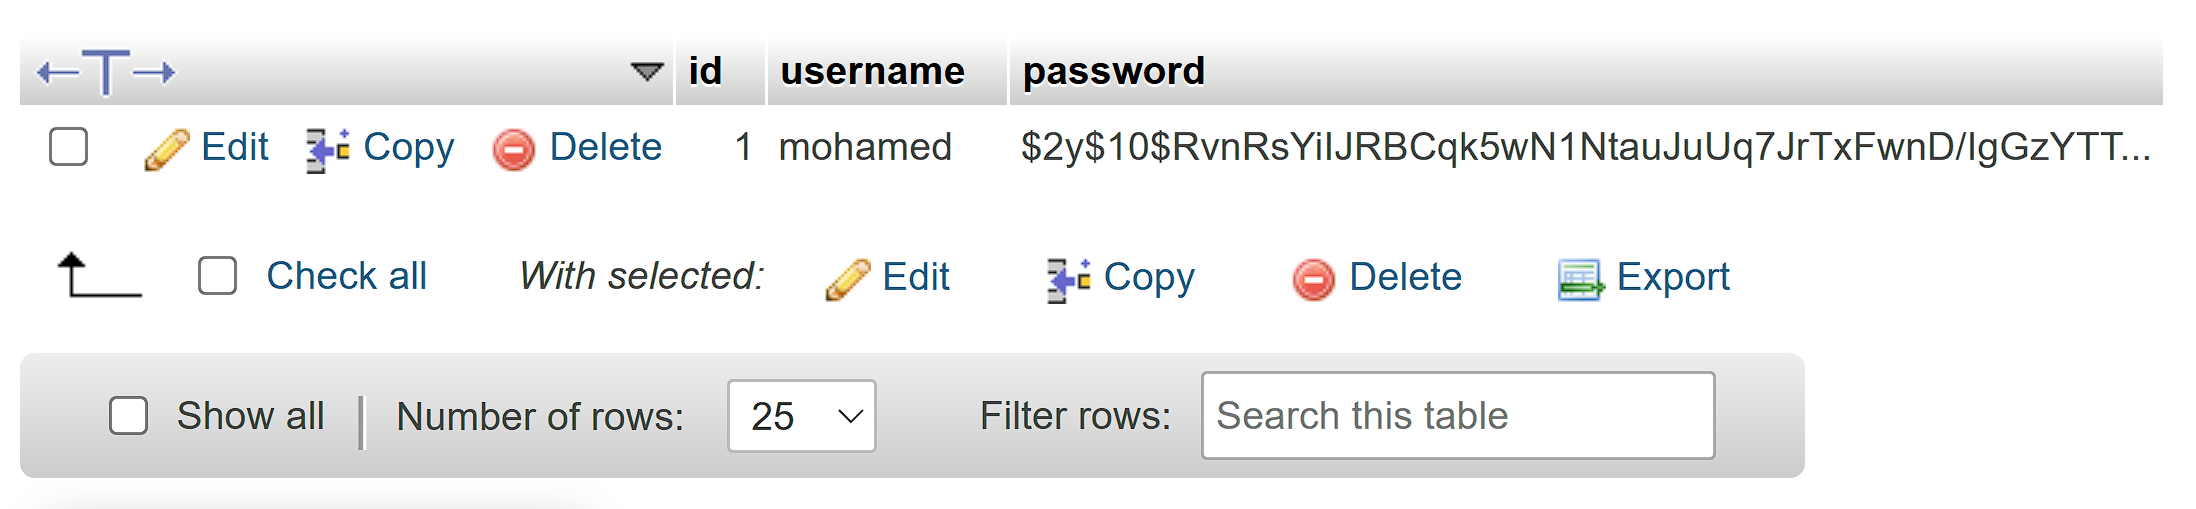 id username password
Edit Copy Delete 1 mohamed $2y$10$RvnRsYiIJRBCqk5wN1NtauJuUq7JrTxFwnD/IgGzYTT...
Check all With selected: Edit Copy Delete Export
Show all Number of rows: 25 Filter rows: Search this table